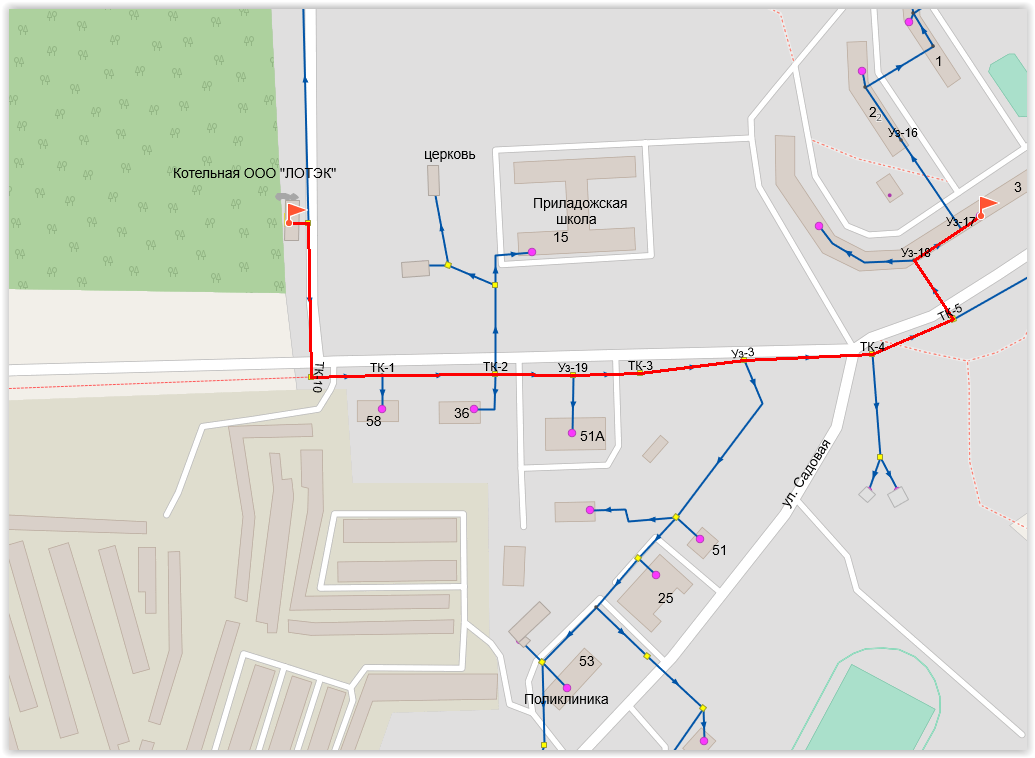 1
2
2
Уз-16
церковь
Котельная ООО "ЛОТЭК"
3
Приладожская
школа
15
Уз-17
Уз-18
ТК-5
ТК-4
Уз-3
ТК-10
ТК-1
ТК-2
Уз-19
ТК-3
58
36
51А
ул. Садовая
51
25
53
Поликлиника